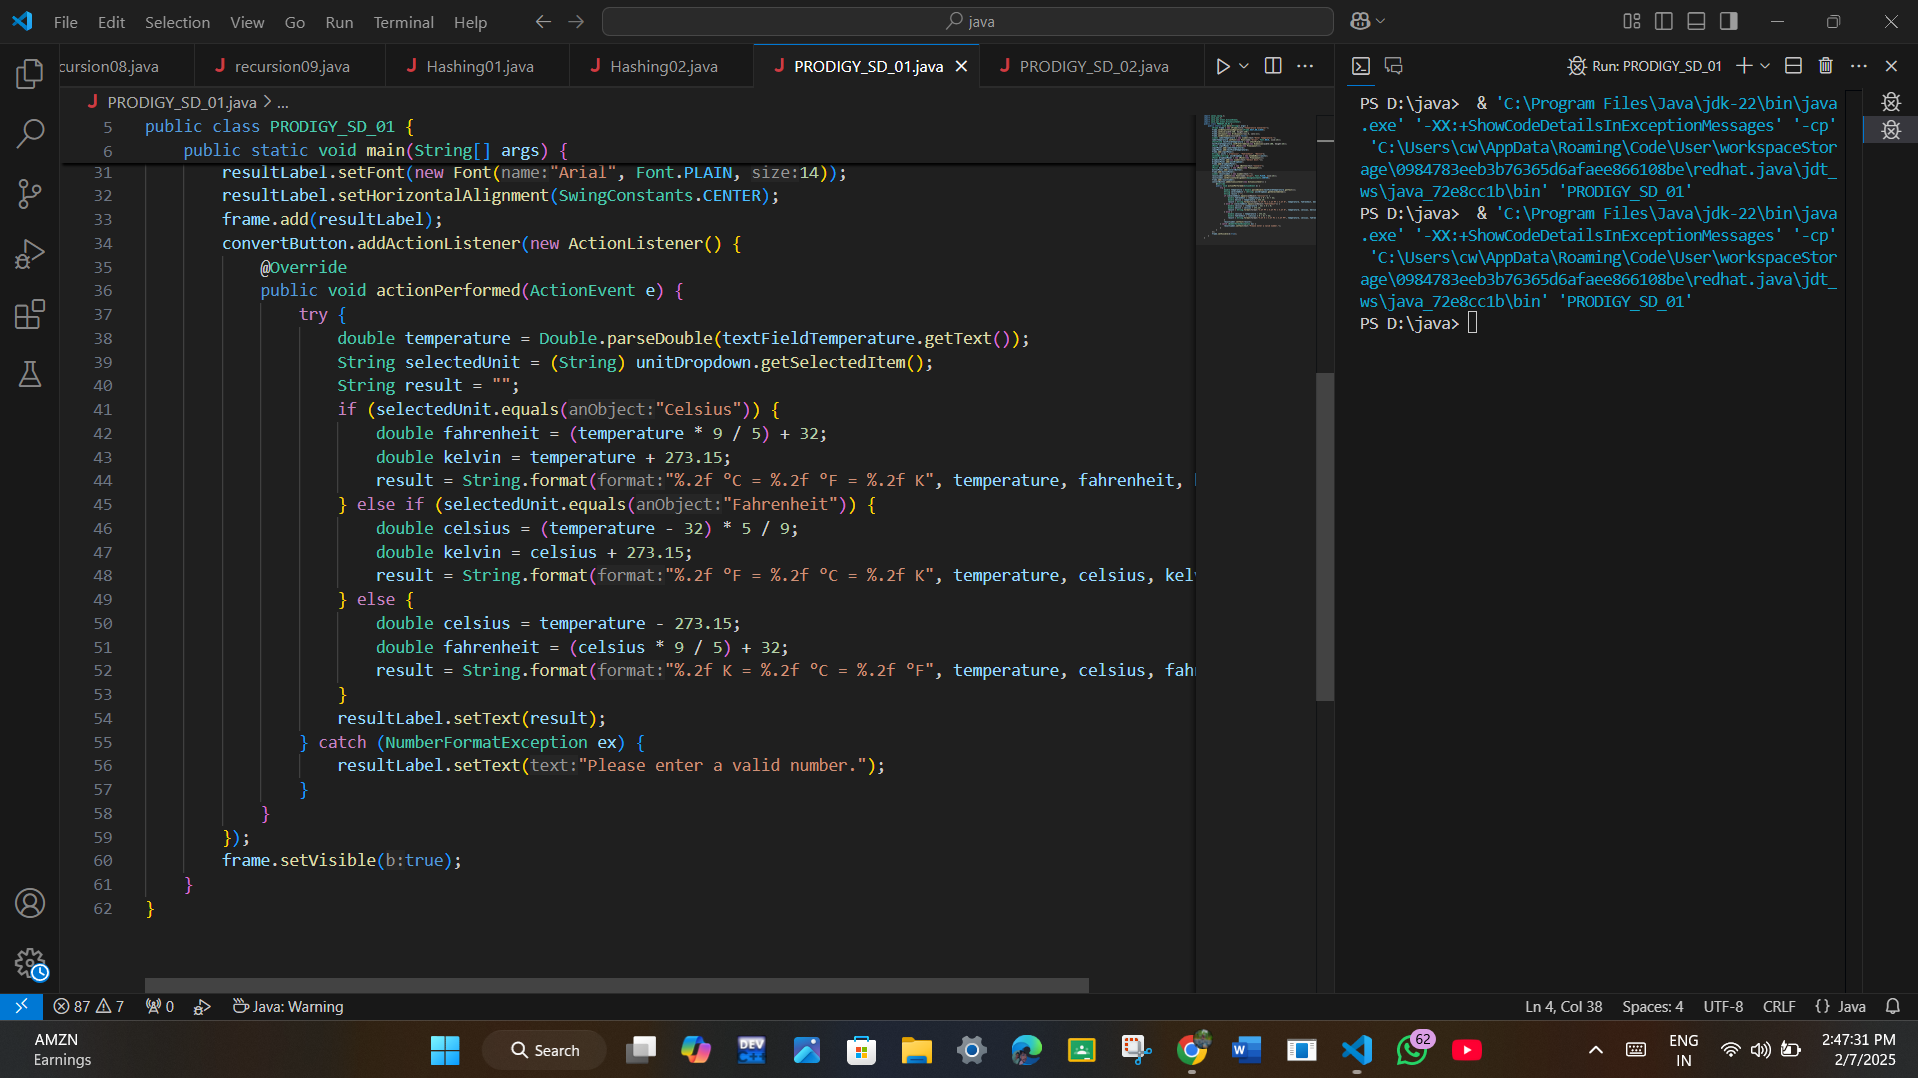 File Edit Selection View Go Run Terminal Help
java
cursion08.java
recursion09.java
Hashing01.java
Hashing02.java
PRODIGY_SD_01.java
PRODIGY_SD_02.java
PRODIGY_SD_01.java > ...
5 public class PRODIGY_SD_01 {
6 public static void main(String[] args) {
31 resultLabel.setFont(new Font(name:"Arial", Font.PLAIN, size:14));
32 resultLabel.setHorizontalAlignment(SwingConstants.CENTER);
33 frame.add(resultLabel);
34 convertButton.addActionListener(new ActionListener() {
35 @Override
36 public void actionPerformed(ActionEvent e) {
37 try {
38 double temperature = Double.parseDouble(textFieldTemperature.getText());
39 String selectedUnit = (String) unitDropdown.getSelectedItem();
40 String result = "";
41 if (selectedUnit.equals(anObject:"Celsius")) {
42 double fahrenheit = (temperature * 9 / 5) + 32;
43 double kelvin = temperature + 273.15;
44 result = String.format(format:"%.2f °C = %.2f °F = %.2f K", temperature, fahrenheit,
45 } else if (selectedUnit.equals(anObject:"Fahrenheit")) {
46 double celsius = (temperature - 32) * 5 / 9;
47 double kelvin = celsius + 273.15;
48 result = String.format(format:"%.2f °F = %.2f °C = %.2f K", temperature, celsius, kel
49 } else {
50 double celsius = temperature - 273.15;
51 double fahrenheit = (celsius * 9 / 5) + 32;
52 result = String.format(format:"%.2f K = %.2f °C = %.2f °F", temperature, celsius, fah
53 }
54 resultLabel.setText(result);
55 } catch (NumberFormatException ex) {
56 resultLabel.setText(text:"Please enter a valid number.");
57 }
58 }
59 });
60 frame.setVisible(b:true);
61 }
62 }
Run: PRODIGY_SD_01
PS D:\java>  & 'C:\Program Files\Java\jdk-22\bin\java
.exe' '-XX:+ShowCodeDetailsInExceptionMessages' '-cp'
'C:\Users\cw\AppData\Roaming\Code\User\workspaceStor
age\0984783eeb3b76365d6afaee866108be\redhat.java\jdt_
ws\java_72e8cc1b\bin' 'PRODIGY_SD_01'
PS D:\java>  & 'C:\Program Files\Java\jdk-22\bin\java
.exe' '-XX:+ShowCodeDetailsInExceptionMessages' '-cp'
'C:\Users\cw\AppData\Roaming\Code\User\workspaceStor
age\0984783eeb3b76365d6afaee866108be\redhat.java\jdt_
ws\java_72e8cc1b\bin' 'PRODIGY_SD_01'
PS D:\java>
87 7 0 Java: Warning
Ln 4, Col 38 Spaces: 4 UTF-8 CRLF {} Java
AMZN
Earnings
Search
DEV
62
ENG
IN
2:47:31 PM
2/7/2025